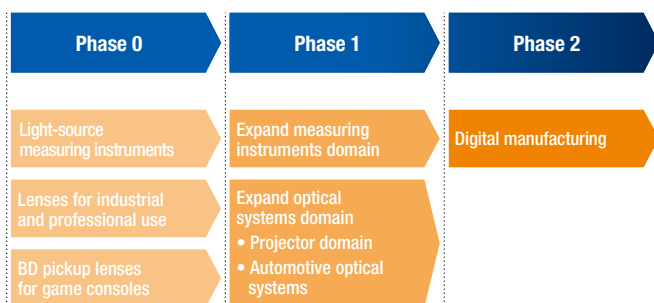 Phase 0
Phase 1
Phase 2
Light-source
measuring instruments
Expand measuring
instruments domain
Digital manufacturing
Lenses for industrial
and professional use
BD pickup lenses
for game consoles
Expand optical
systems domain
• Projector domain
• Automotive optical
systems